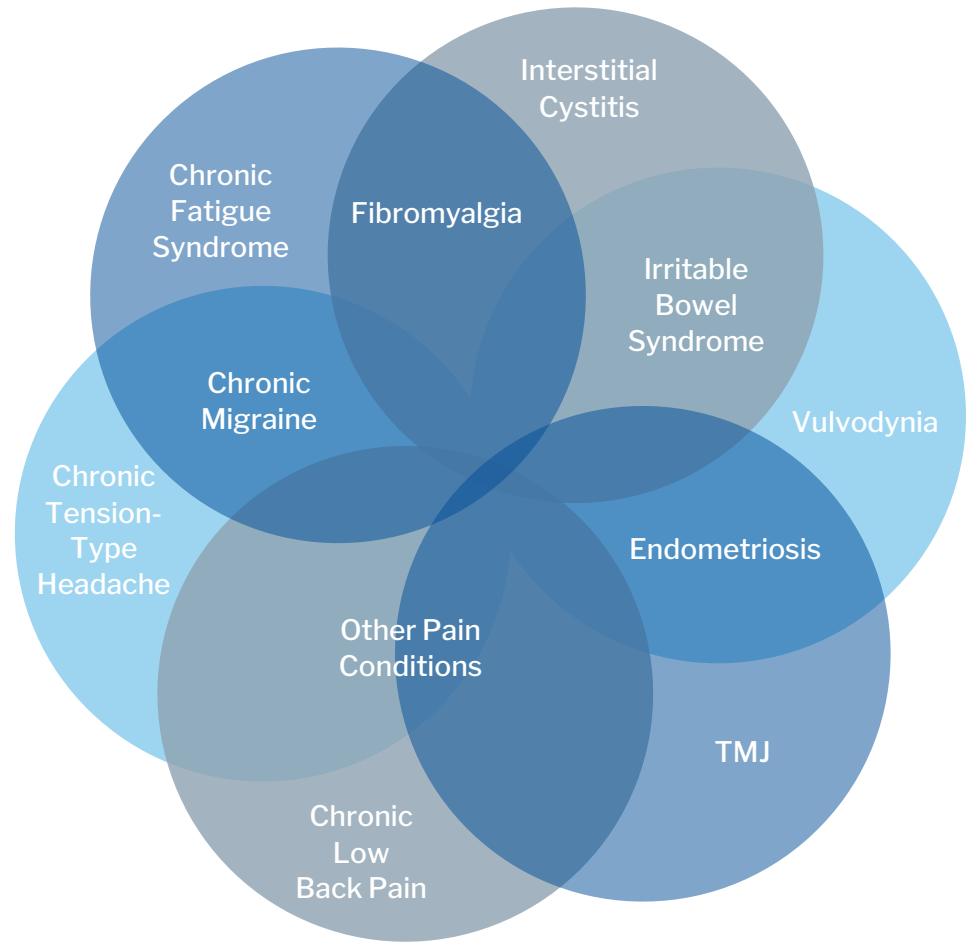 Interstitial
Cystitis
Chronic
Fatigue
Syndrome
Fibromyalgia
Irritable
Bowel
Syndrome
Chronic
Migraine
Vulvodynia
Chronic
Tension-
Type
Headache
Endometriosis
Other Pain
Conditions
TMJ
Chronic
Low
Back Pain